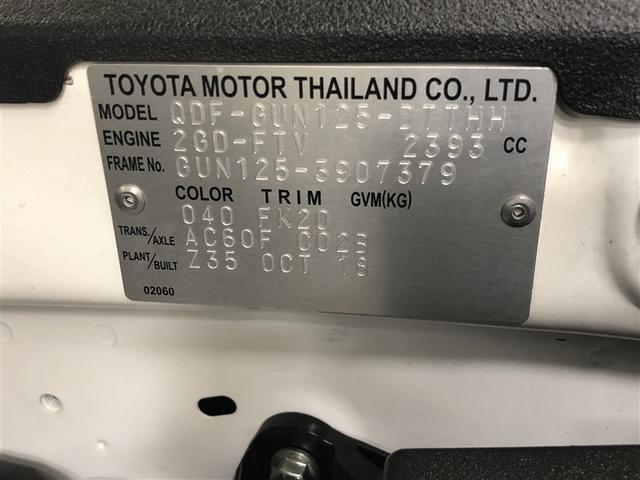 TOYOTA MOTOR THAILAND CO., LTD.
MODEL QDF-GUN125-DTTHH
ENGINE 2GD-FTV 2393 CC
FRAME No. GUN125-3907379
COLOR TRIM GVM(KG)
040 FK20
TRANS./AXLE AC60F C02B
PLANT/BUILT Z35 OCT 18
02060